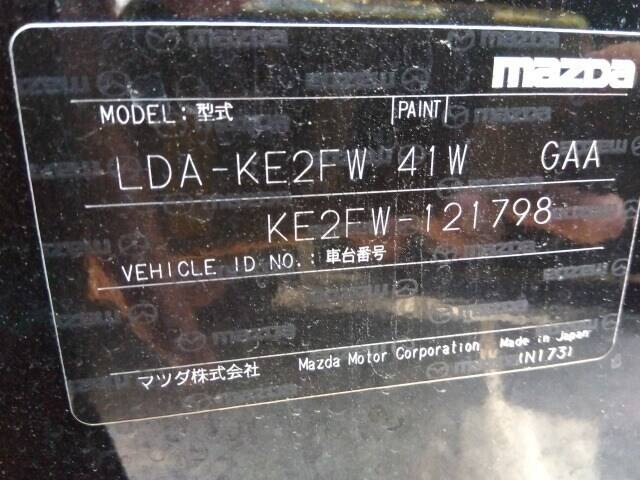 mazda
MODEL: 型式 PAINT
LDA-KE2FW 41W GAA
KE2FW-121798
VEHICLE ID NO.: 車台番号
マツダ株式会社 Mazda Motor Corporation Made in Japan
1N1731